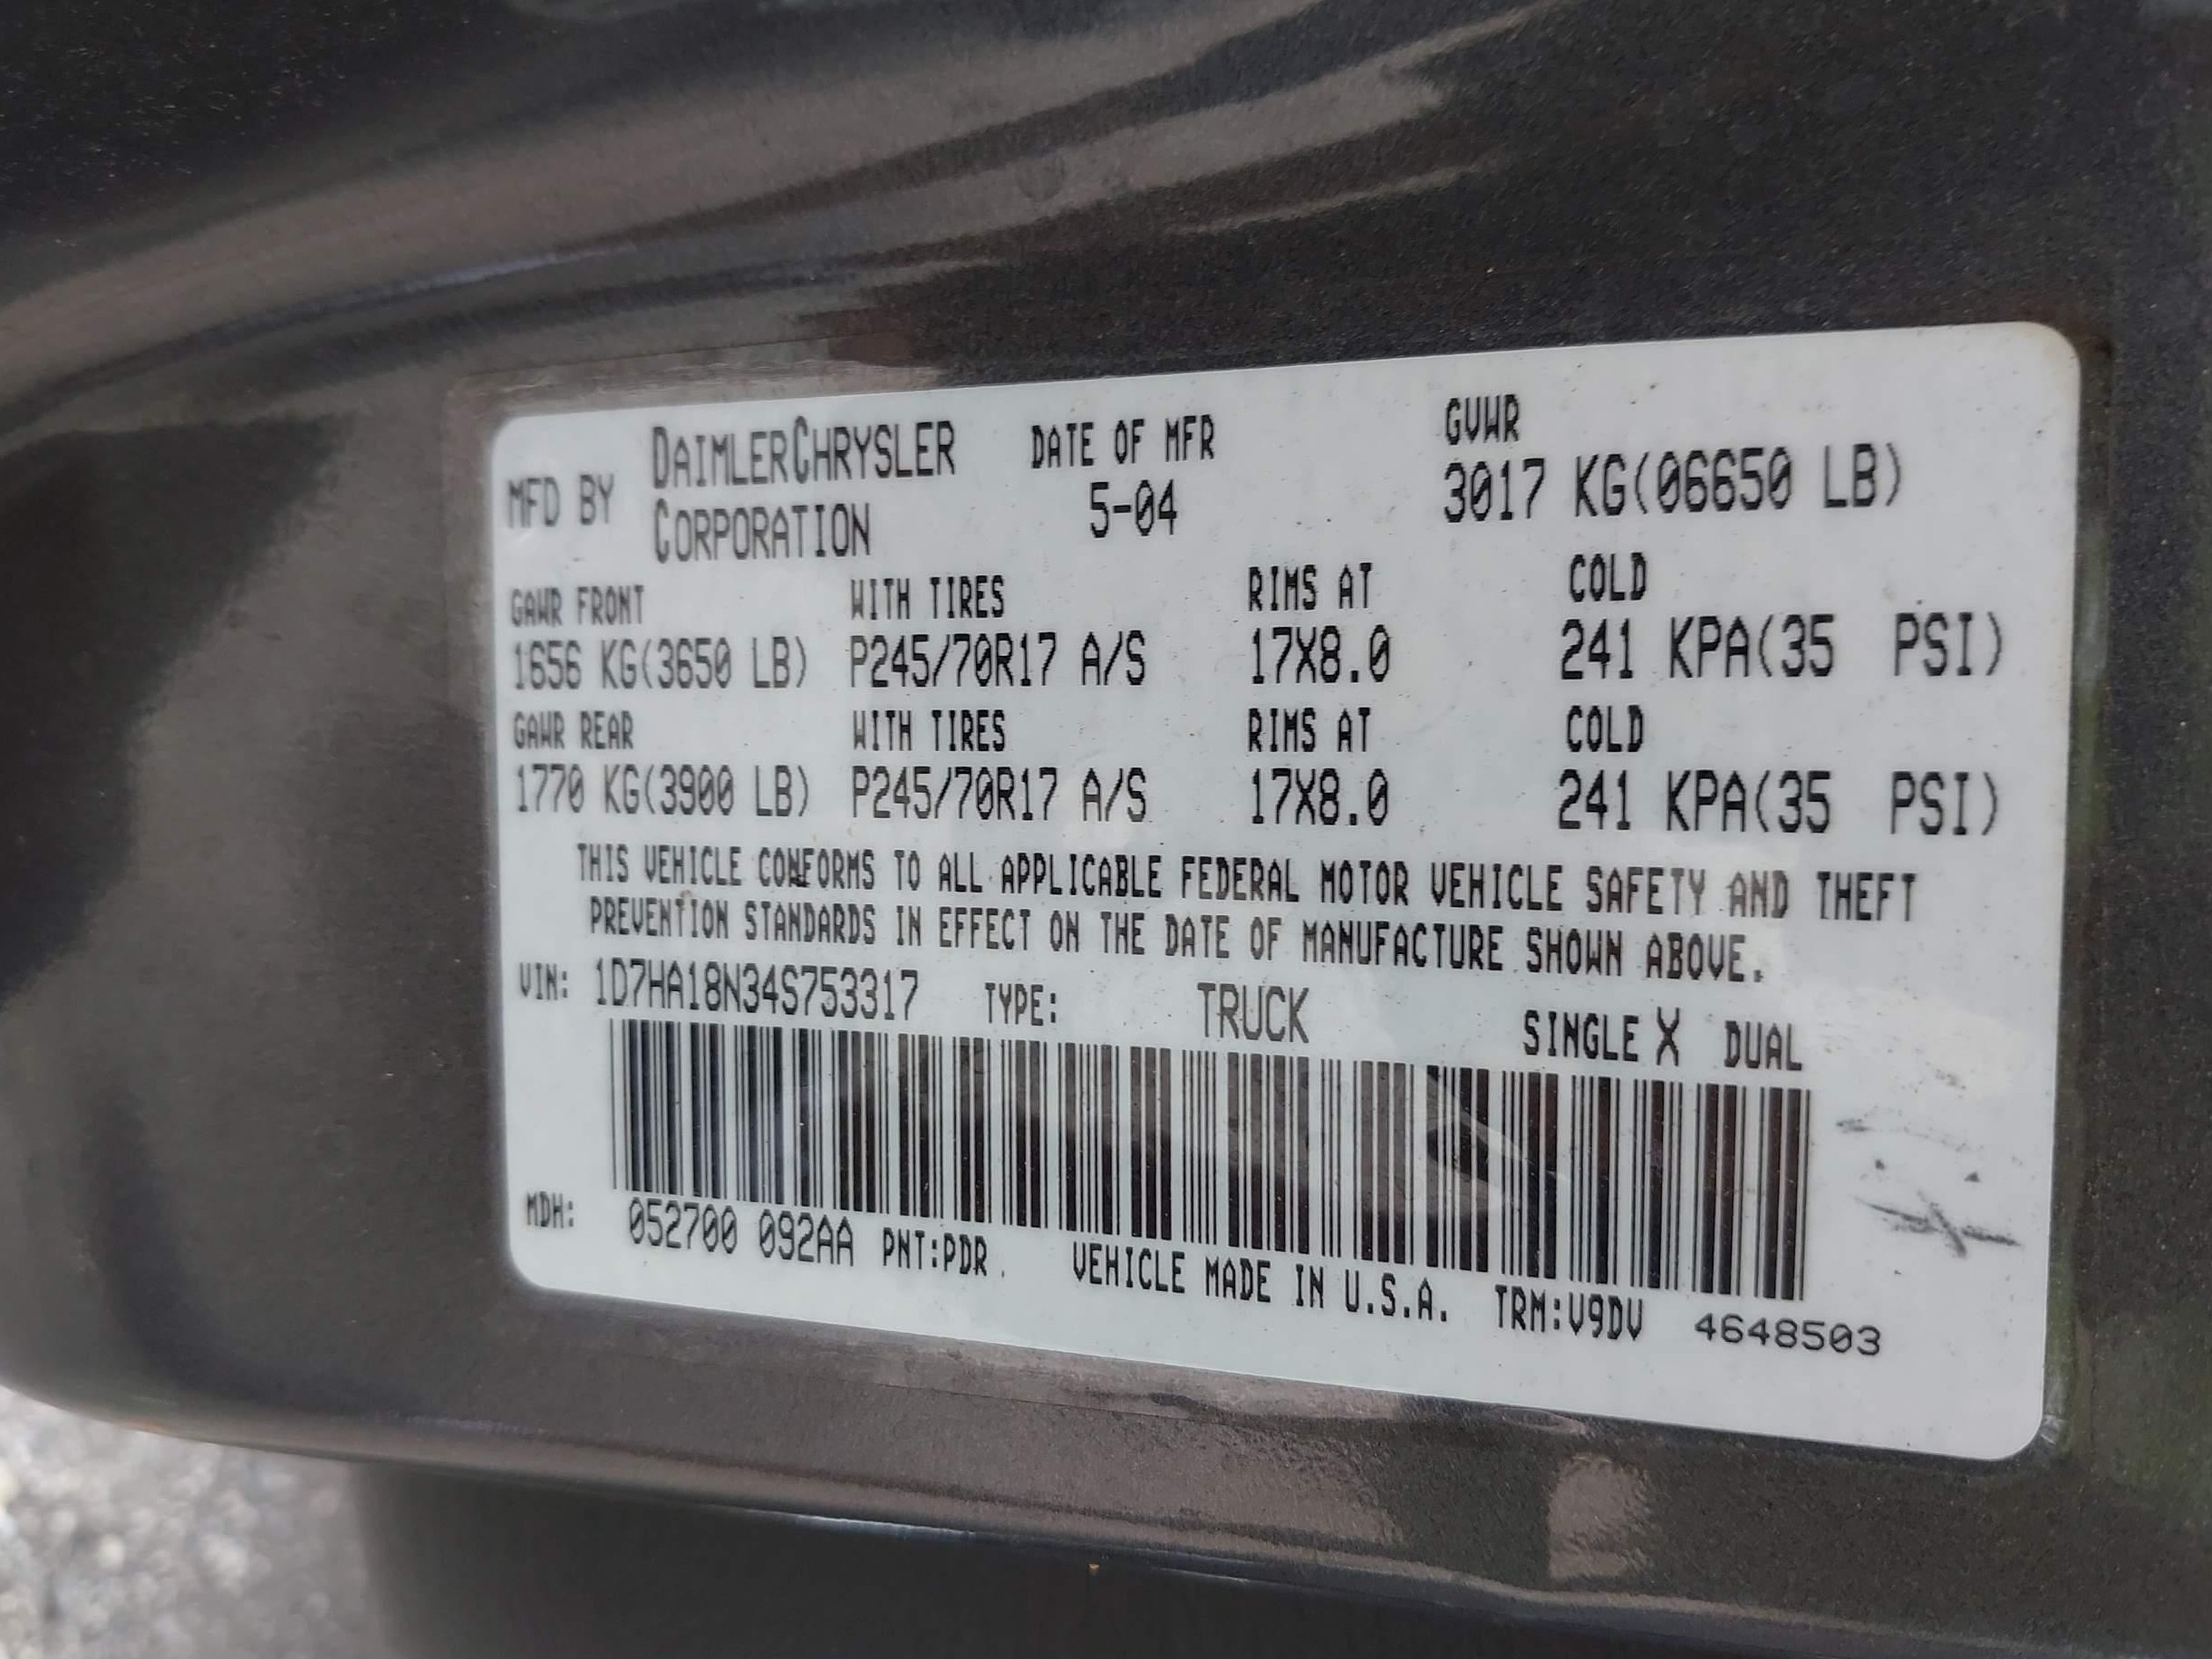 MFD BY DAIMLERCHRYSLER CORPORATION DATE OF MFR 5-04 GVWR 3017 KG(06650 LB)
GAWR FRONT WITH TIRES RIMS AT COLD
1656 KG(3650 LB) P245/70R17 A/S 17X8.0 241 KPA(35 PSI)
GAWR REAR WITH TIRES RIMS AT COLD
1770 KG(3900 LB) P245/70R17 A/S 17X8.0 241 KPA(35 PSI)
THIS VEHICLE CONFORMS TO ALL APPLICABLE FEDERAL MOTOR VEHICLE SAFETY AND THEFT
PREVENTION STANDARDS IN EFFECT ON THE DATE OF MANUFACTURE SHOWN ABOVE.
VIN: 1D7HA18N34S753317 TYPE: TRUCK SINGLE X DUAL
MDH: 052700 092AA PNT:PDR VEHICLE MADE IN U.S.A. TRM:V9DV 4648503